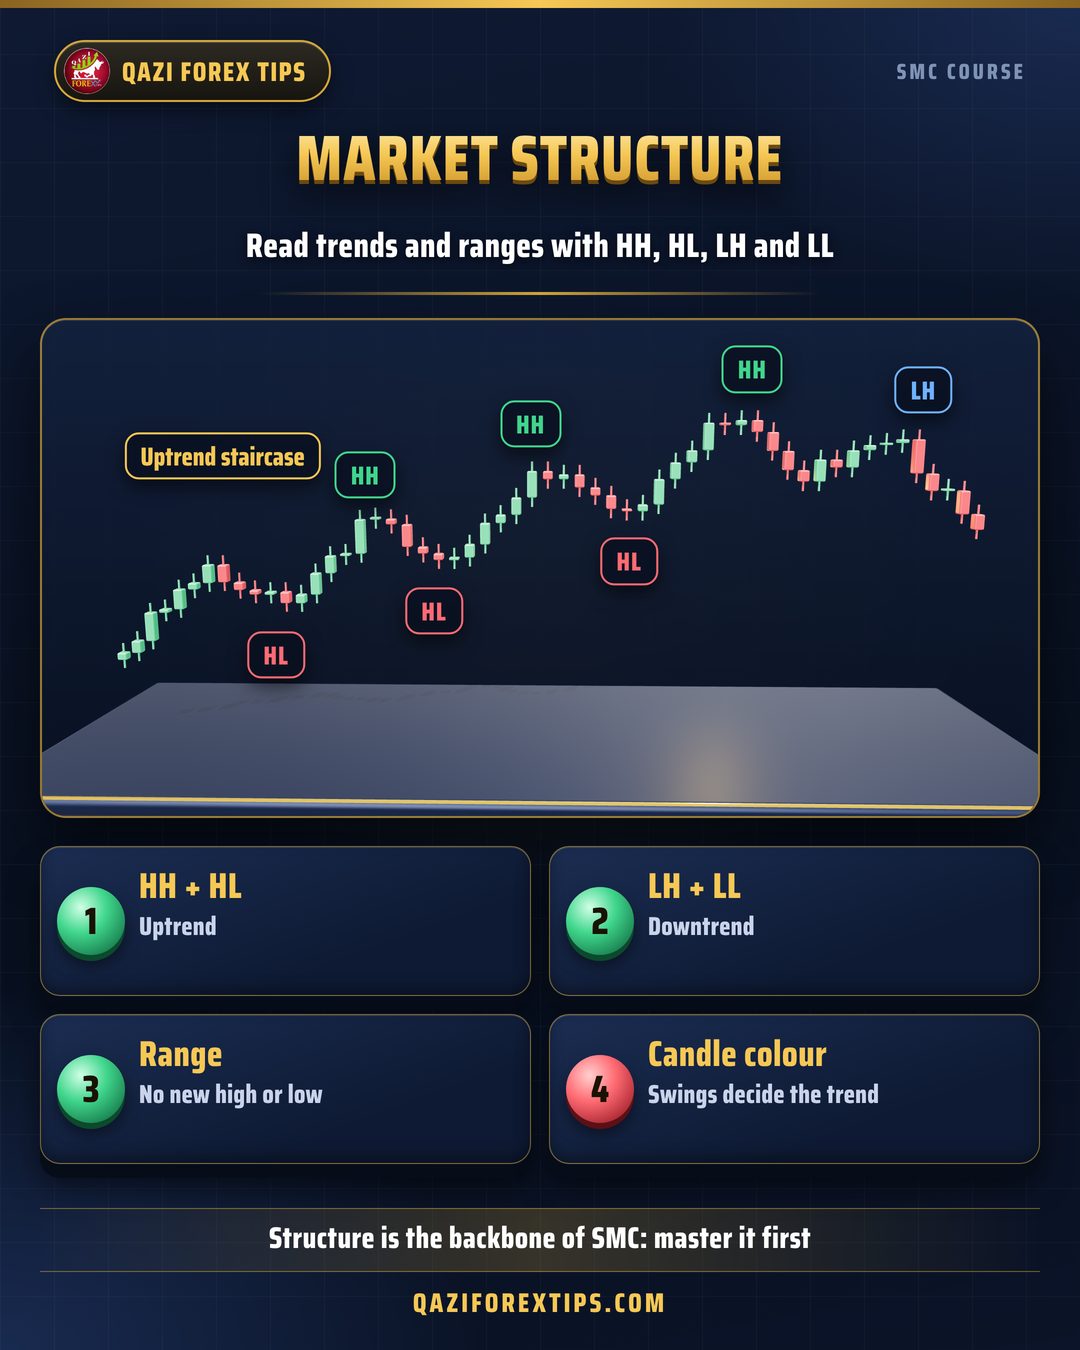 QAZI FOREX TIPS
SMC COURSE
MARKET STRUCTURE
Read trends and ranges with HH, HL, LH and LL
HH
LH
HH
Uptrend staircase
HH
HL
HL
HL
1
HH + HL
Uptrend
2
LH + LL
Downtrend
3
Range
No new high or low
4
Candle colour
Swings decide the trend
Structure is the backbone of SMC: master it first
QAZIFOREXTIPS.COM